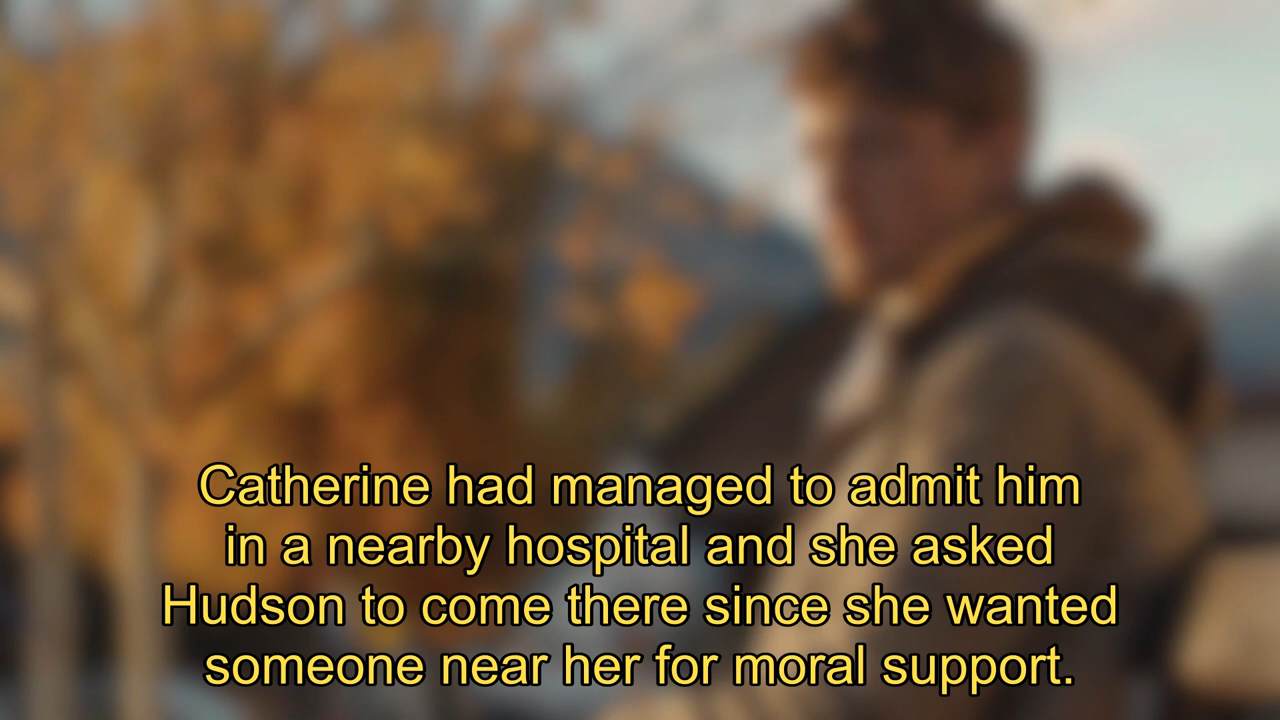 Catherine had managed to admit him
in a nearby hospital and she asked
Hudson to come there since she wanted
someone near her for moral support.